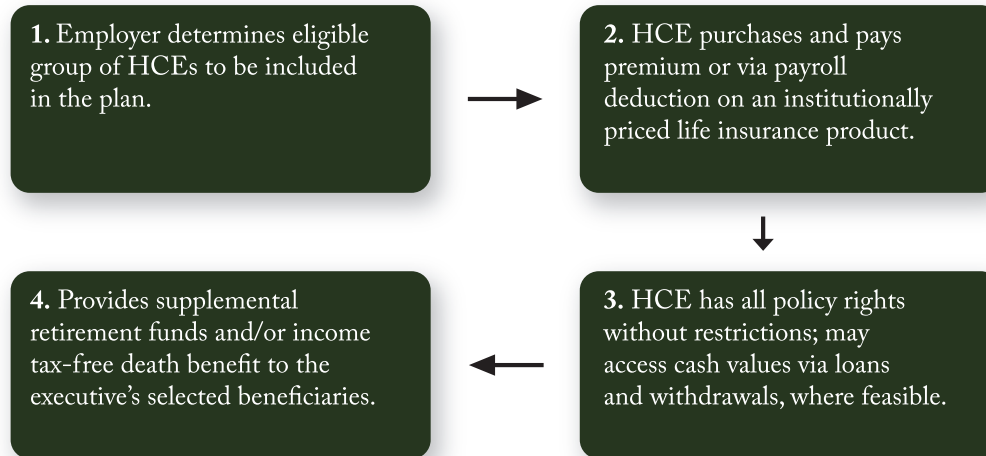 1. Employer determines eligible
group of HCEs to be included
in the plan.
2. HCE purchases and pays
premium or via payroll
deduction on an institutionally
priced life insurance product.
3. HCE has all policy rights
without restrictions; may
access cash values via loans
and withdrawals, where feasible.
4. Provides supplemental
retirement funds and/or income
tax-free death benefit to the
executive’s selected beneficiaries.